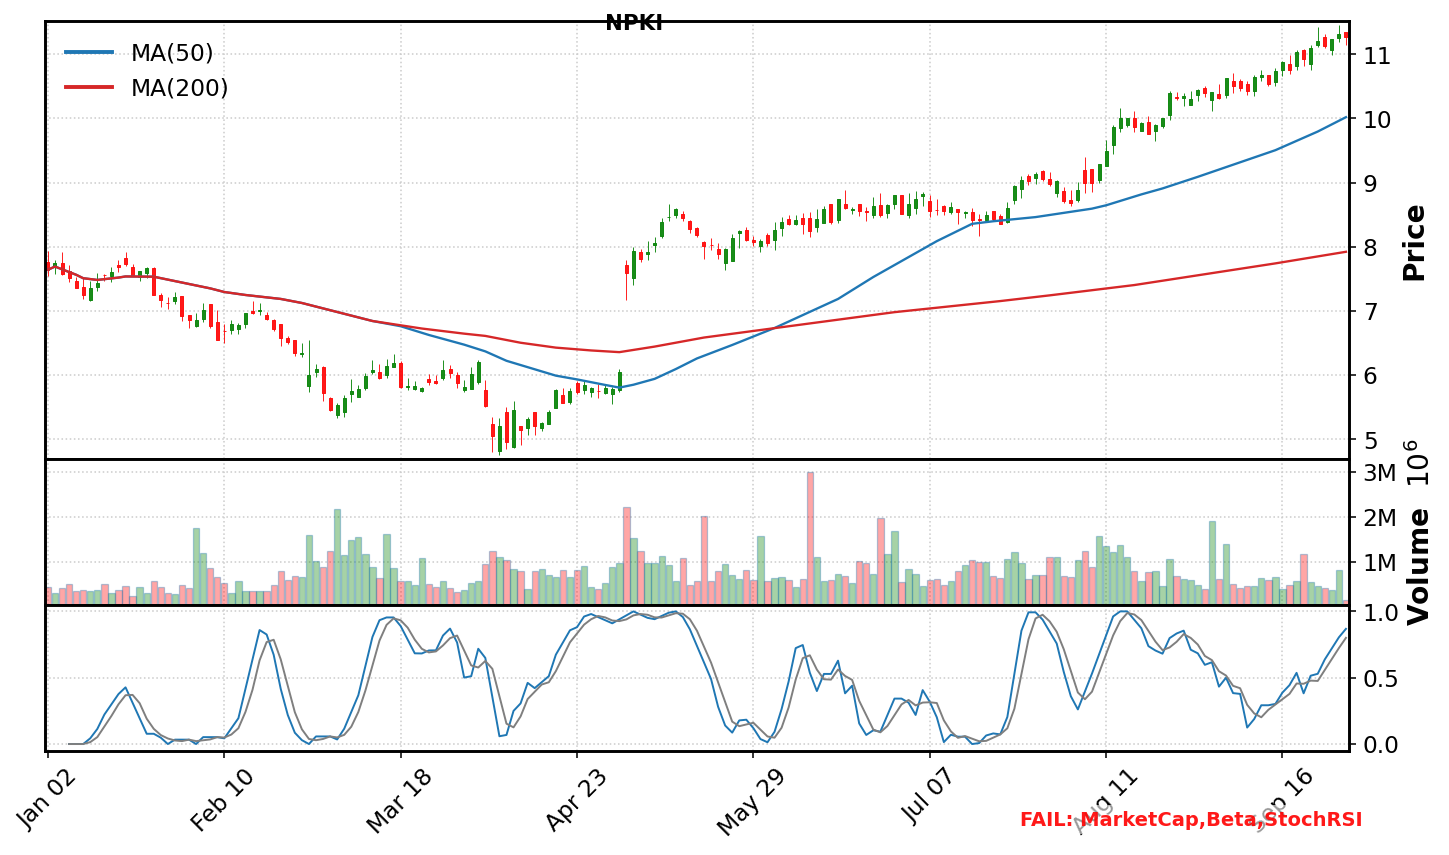 NPKI
MA(50)
MA(200)
11
10
9
8
7
6
5
Price
3M
2M
1M
Volume 10^6
1.0
0.5
0.0
Jan 02
Feb 10
Mar 18
Apr 23
May 29
Jul 07
Aug 11
Sep 16
FAIL: MarketCap,Beta,StochRSI